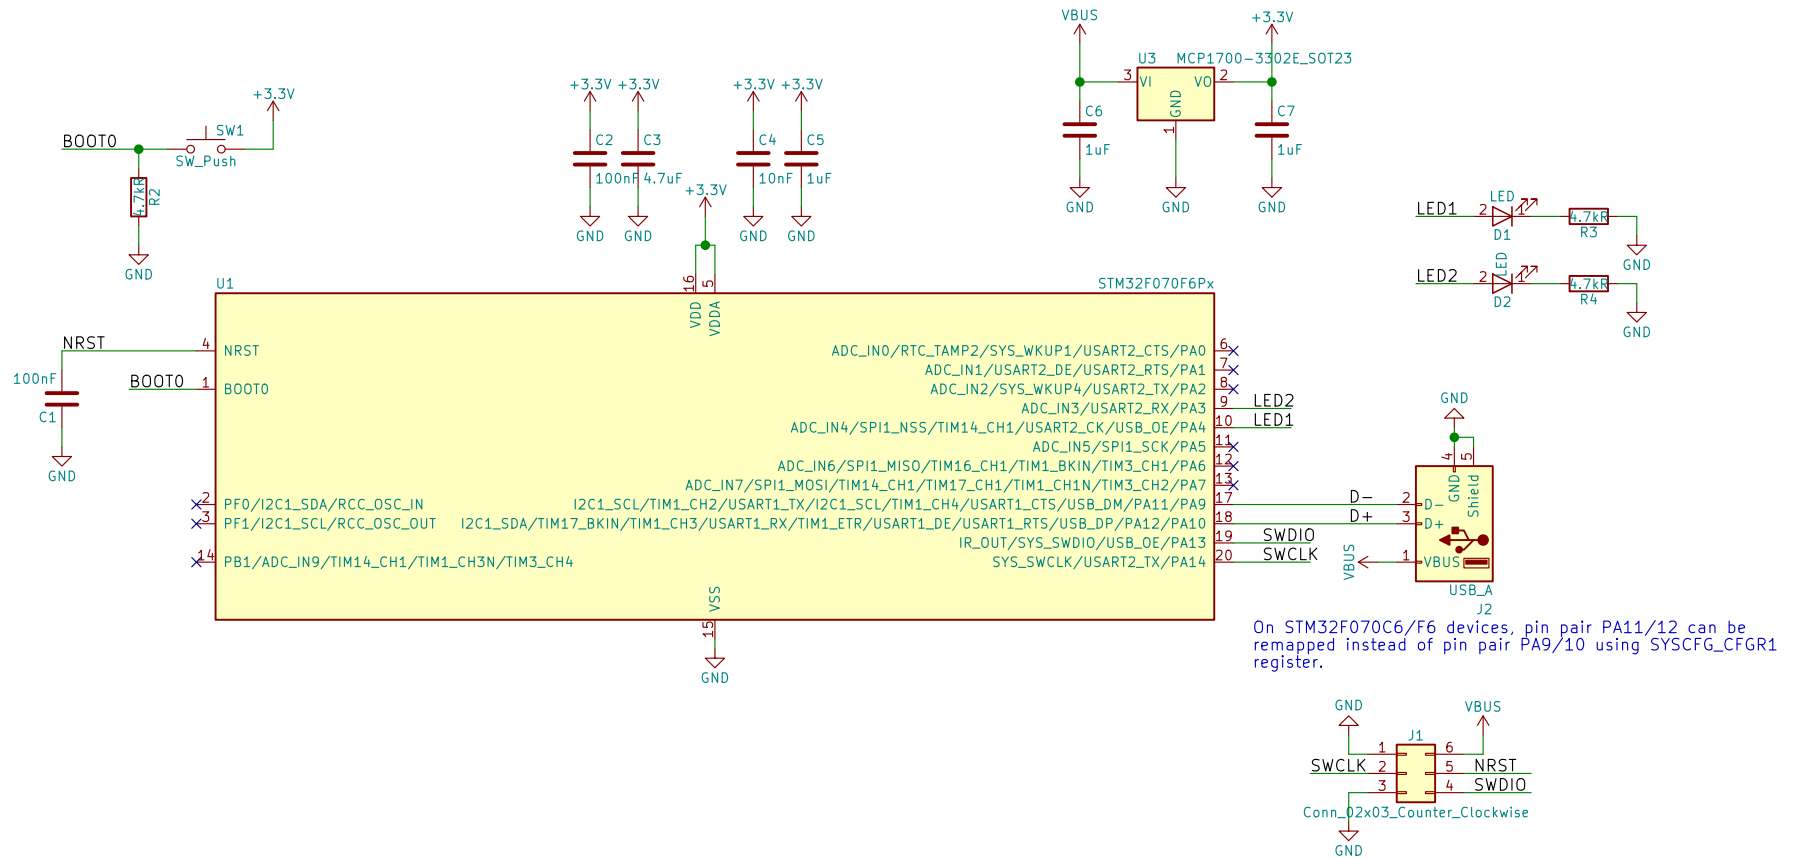 VBUS
+3.3V
U3
MCP1700-3302E_SOT23
3
VI
VO
2
GND
1
C6
1uF
C7
1uF
GND
GND
GND
+3.3V
BOOT0
SW1
SW_Push
4.7kR
R2
GND
+3.3V
+3.3V
+3.3V
+3.3V
C2
100nF
C3
4.7uF
C4
10nF
C5
1uF
GND
GND
GND
GND
+3.3V
LED1
2
LED
1
D1
4.7kR
R3
GND
LED2
2
LED
1
D2
4.7kR
R4
GND
U1
STM32F070F6Px
16
5
VDD
VDDA
NRST
4
NRST
100nF
C1
GND
BOOT0
1
BOOT0
2
PF0/I2C1_SDA/RCC_OSC_IN
3
PF1/I2C1_SCL/RCC_OSC_OUT
14
PB1/ADC_IN9/TIM14_CH1/TIM1_CH3N/TIM3_CH4
ADC_IN0/RTC_TAMP2/SYS_WKUP1/USART2_CTS/PA0
6
ADC_IN1/USART2_DE/USART2_RTS/PA1
7
ADC_IN2/SYS_WKUP4/USART2_TX/PA2
8
ADC_IN3/USART2_RX/PA3
9
LED2
ADC_IN4/SPI1_NSS/TIM14_CH1/USART2_CK/USB_OE/PA4
10
LED1
ADC_IN5/SPI1_SCK/PA5
11
ADC_IN6/SPI1_MISO/TIM16_CH1/TIM1_BKIN/TIM3_CH1/PA6
12
ADC_IN7/SPI1_MOSI/TIM14_CH1/TIM17_CH1/TIM1_CH1N/TIM3_CH2/PA7
13
I2C1_SCL/TIM1_CH2/USART1_TX/I2C1_SCL/TIM1_CH4/USART1_CTS/USB_DM/PA11/PA9
17
D-
I2C1_SDA/TIM17_BKIN/TIM1_CH3/USART1_RX/TIM1_ETR/USART1_DE/USART1_RTS/USB_DP/PA12/PA10
18
D+
IR_OUT/SYS_SWDIO/USB_OE/PA13
19
SWDIO
SYS_SWCLK/USART2_TX/PA14
20
SWCLK
VSS
15
GND
GND
4
5
GND
Shield
2
D-
3
D+
VBUS
1
VBUS
USB_A
J2
On STM32F070C6/F6 devices, pin pair PA11/12 can be
remapped instead of pin pair PA9/10 using SYSCFG_CFGR1
register.
GND
VBUS
J1
1
6
SWCLK
2
5
NRST
3
4
SWDIO
Conn_02x03_Counter_Clockwise
GND